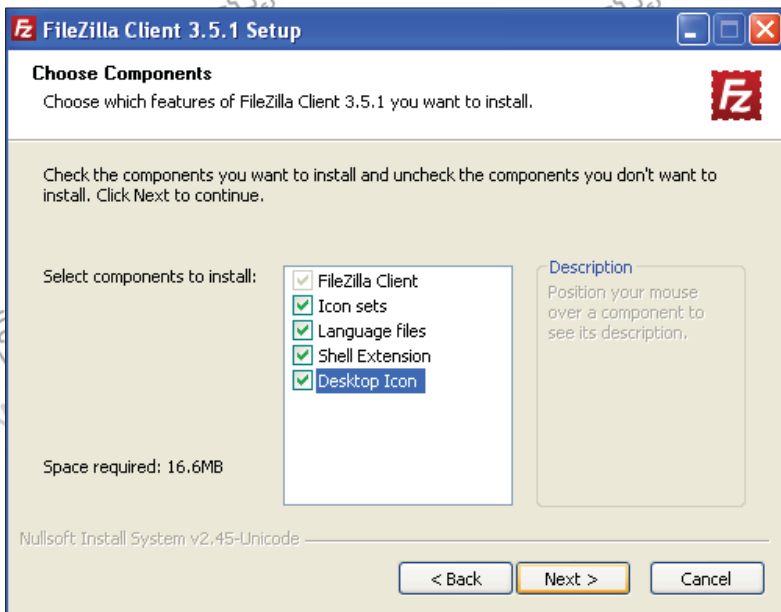 FileZilla Client 3.5.1 Setup
Choose Components
Choose which features of FileZilla Client 3.5.1 you want to install.
Check the components you want to install and uncheck the components you don't want to
install. Click Next to continue.
Select components to install:
FileZilla Client
Icon sets
Language files
Shell Extension
Desktop Icon
Description
Position your mouse
over a component to
see its description.
Space required: 16.6MB
Nullsoft Install System v2.45-Unicode
< Back
Next >
Cancel